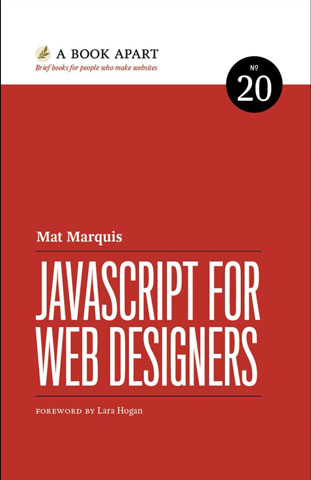 A BOOK APART
Brief books for people who make websites
Nº
20
Mat Marquis
JAVASCRIPT FOR
WEB DESIGNERS
FOREWORD BY Lara Hogan